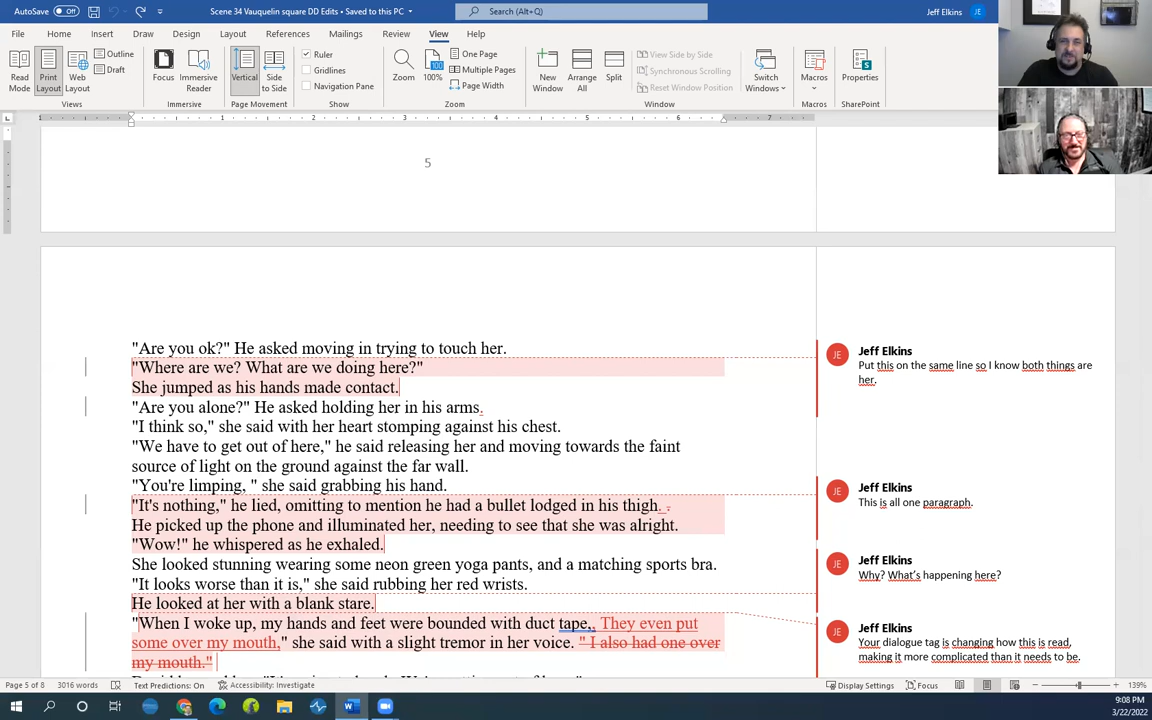 AutoSave Off Scene 34 Vauquelin square DD Edits • Saved to this PC Search (Alt+Q) Jeff Elkins JE
File Home Insert Draw Design Layout References Mailings Review View Help
Read Mode Print Layout Web Layout Outline Draft Focus Immersive Reader Vertical Side to Side Ruler Gridlines Navigation Pane Zoom 100% 100 One Page Multiple Pages Page Width New Window Arrange All Split View Side by Side Synchronous Scrolling Reset Window Position Switch Windows Macros Properties
Views Immersive Page Movement Show Zoom Window Macros SharePoint
1 1 2 3 4 5 6 7
5
"Are you ok?" He asked moving in trying to touch her.
"Where are we? What are we doing here?"
She jumped as his hands made contact.
"Are you alone?" He asked holding her in his arms.
"I think so," she said with her heart stomping against his chest.
"We have to get out of here," he said releasing her and moving towards the faint
source of light on the ground against the far wall.
"You're limping, " she said grabbing his hand.
"It's nothing," he lied, omitting to mention he had a bullet lodged in his thigh. .
He picked up the phone and illuminated her, needing to see that she was alright.
"Wow!" he whispered as he exhaled.
She looked stunning wearing some neon green yoga pants, and a matching sports bra.
"It looks worse than it is," she said rubbing her red wrists.
He looked at her with a blank stare.
"When I woke up, my hands and feet were bounded with duct tape,, They even put
some over my mouth," she said with a slight tremor in her voice. " I also had one over
my mouth."
JE Jeff Elkins
Put this on the same line so I know both things are
her.
JE Jeff Elkins
This is all one paragraph.
JE Jeff Elkins
Why? What's happening here?
JE Jeff Elkins
Your dialogue tag is changing how this is read,
making it more complicated than it needs to be.
Page 5 of 8 3016 words Text Predictions: On Accessibility: Investigate Display Settings Focus 139%
9:08 PM
3/22/2022